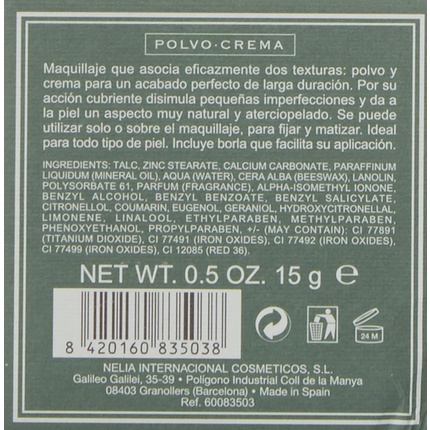 POLVO·CREMA
Maquillaje que asocia eficazmente dos texturas: polvo y
crema para un acabado perfecto de larga duración. Por su
acción cubriente disimula pequeñas imperfecciones y da a
la piel un aspecto muy natural y aterciopelado. Se puede
utilizar solo o sobre el maquillaje, para fijar y matizar. Ideal
para todo tipo de piel. Incluye borla que facilita su aplicación.
INGREDIENTS: TALC, ZINC STEARATE, CALCIUM CARBONATE, PARAFFINUM
LIQUIDUM (MINERAL OIL), AQUA (WATER), CERA ALBA (BEESWAX), LANOLIN,
POLYSORBATE 61, PARFUM (FRAGRANCE), ALPHA-ISOMETHYL IONONE,
BENZYL ALCOHOL, BENZYL BENZOATE, BENZYL SALICYLATE,
CITRONELLOL, COUMARIN, EUGENOL, GERANIOL, HYDROXYCITRONELLAL,
LIMONENE, LINALOOL, ETHYLPARABEN, METHYLPARABEN,
PHENOXYETHANOL, PROPYLPARABEN, +/- (MAY CONTAIN): CI 77891
(TITANIUM DIOXIDE), CI 77491 (IRON OXIDES), CI 77492 (IRON OXIDES),
CI 77499 (IRON OXIDES), CI 12085 (RED 36).
NET WT. 0.5 OZ. 15 g ℮
8 420160 835038
24 M
NELIA INTERNACIONAL COSMETICOS, S.L.
Galileo Galilei, 35-39 • Polígono Industrial Coll de la Manya
08403 Granollers (Barcelona) • Made in Spain
Ref. 60083503